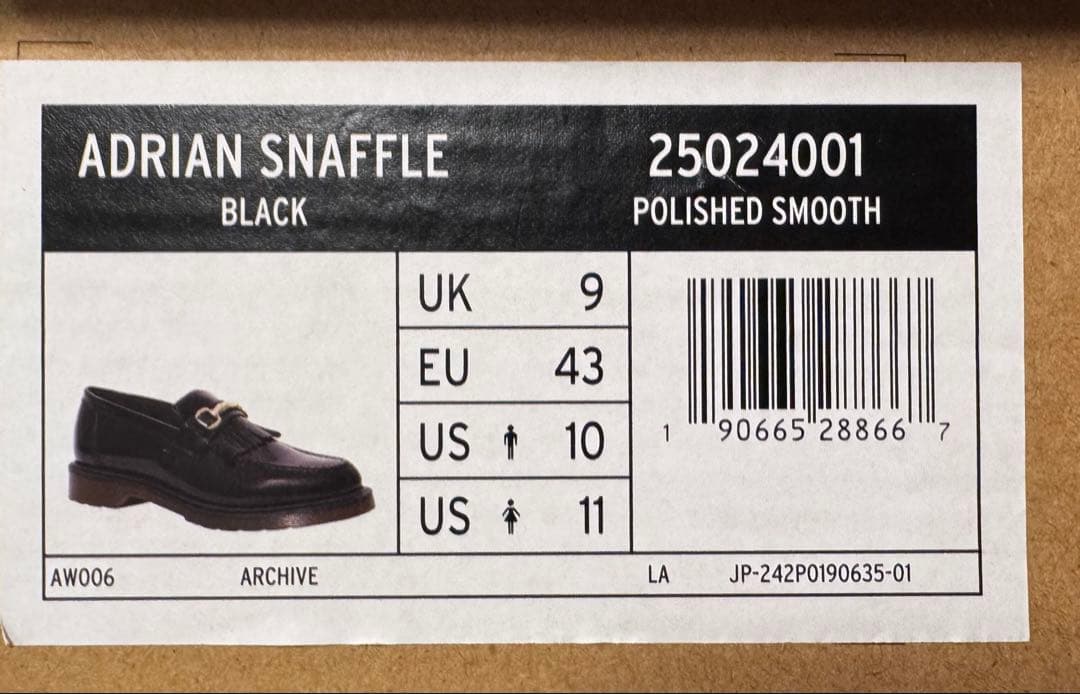 ADRIAN SNAFFLE 25024001
BLACK POLISHED SMOOTH
UK 9
EU 43
US 10
US 11
1 90665 28866 7
AW006 ARCHIVE LA JP-242P0190635-01